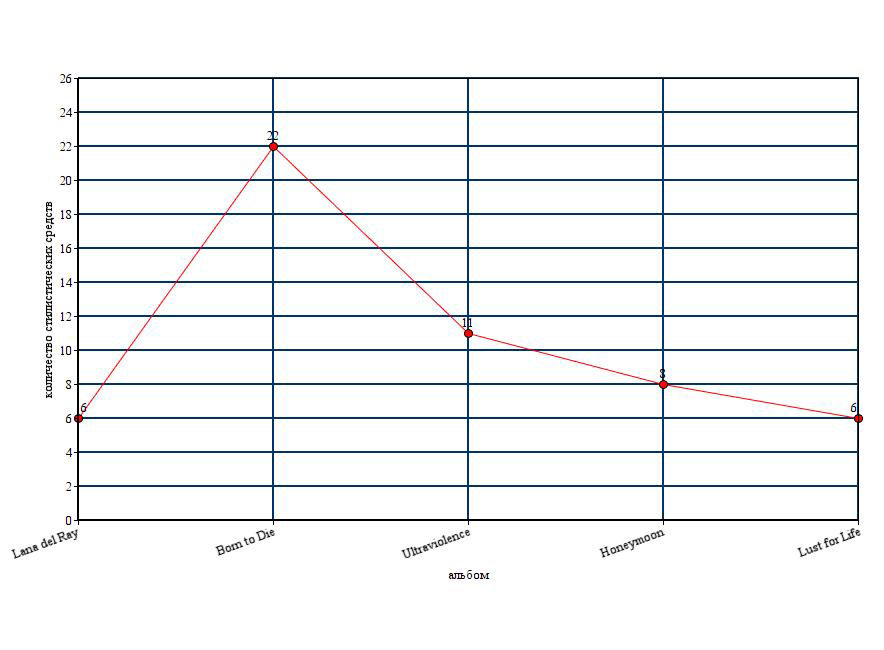 26
24
22
22
20
18
16
14
12
11
10
8
8
6
6
6
4
2
0
количество стилистических средств
Lana del Ray
Born to Die
Ultraviolence
Honeymoon
Lust for Life
альбом